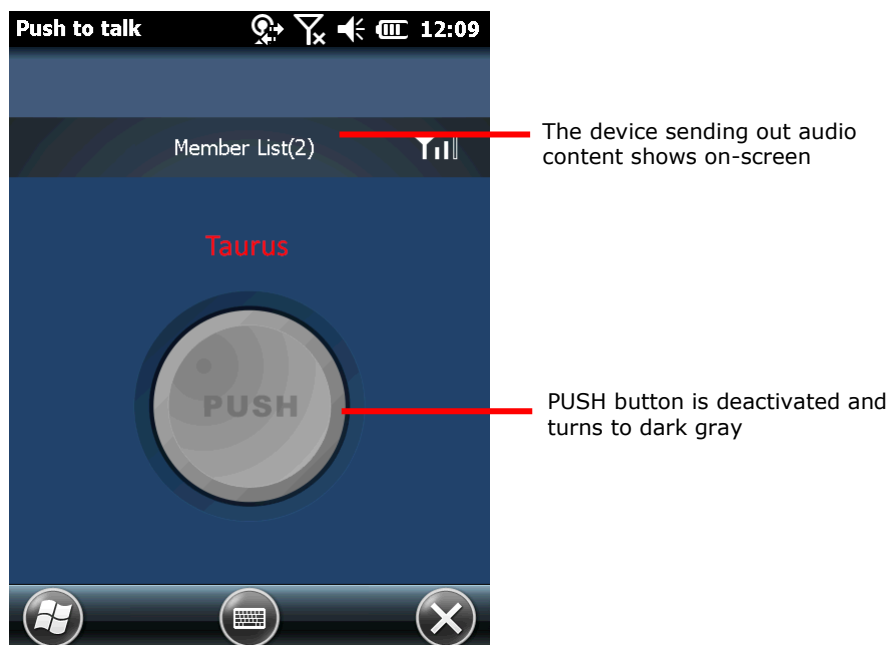 Push to talk 12:09
Member List(2)
The device sending out audio
content shows on-screen
Taurus
PUSH
PUSH button is deactivated and
turns to dark gray